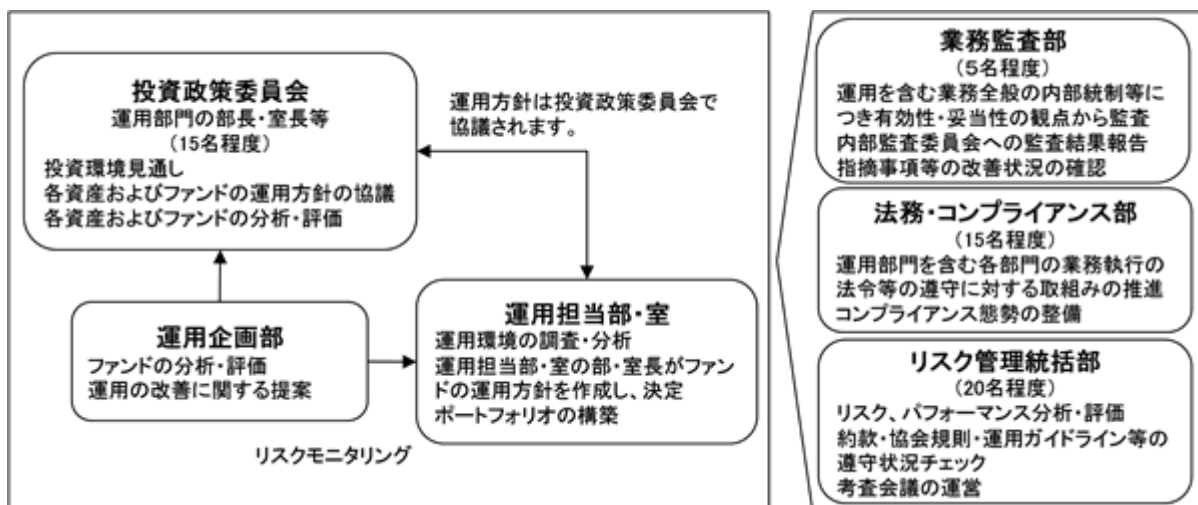 投資政策委員会
運用部門の部長・室長等
(15名程度)
投資環境見通し
各資産およびファンドの運用方針の協議
各資産およびファンドの分析・評価
運用方針は投資政策委員会で
協議されます。
運用企画部
ファンドの分析・評価
運用の改善に関する提案
運用担当部・室
運用環境の調査・分析
運用担当部・室の部・室長がファン
ドの運用方針を作成し、決定
ポートフォリオの構築
リスクモニタリング
業務監査部
(5名程度)
運用を含む業務全般の内部統制等に
つき有効性・妥当性の観点から監査
内部監査委員会への監査結果報告
指摘事項等の改善状況の確認
法務・コンプライアンス部
(15名程度)
運用部門を含む各部門の業務執行の
法令等の遵守に対する取組みの推進
コンプライアンス態勢の整備
リスク管理統括部
(20名程度)
リスク、パフォーマンス分析・評価
約款・協会規則・運用ガイドライン等の
遵守状況チェック
考査会議の運営